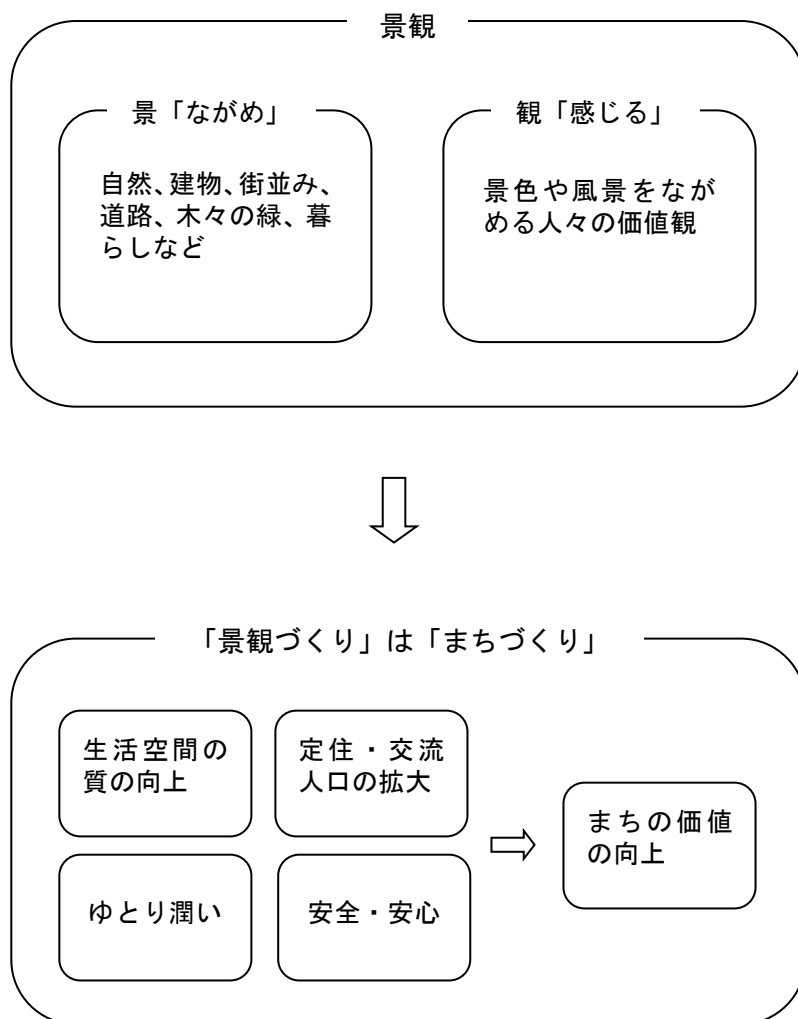 景観
景「ながめ」
自然、建物、街並み、
道路、木々の緑、暮
らしなど
観「感じる」
景色や風景をなが
める人々の価値観
「景観づくり」は「まちづくり」
生活空間の
質の向上
定住・交流
人口の拡大
ゆとり潤い
安全・安心
まちの価値
の向上